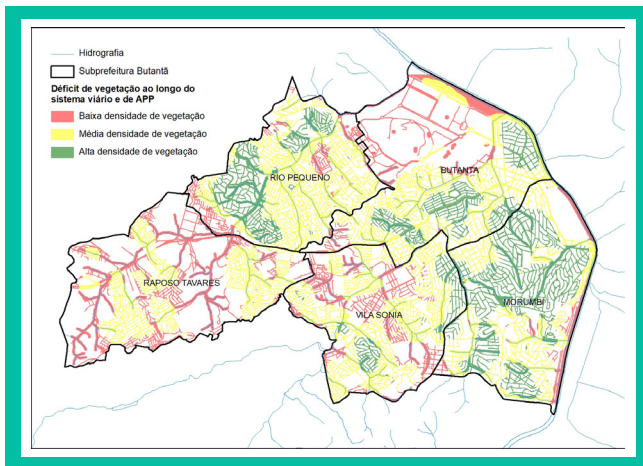 Hidrografia
Subprefeitura Butantã
Déficit de vegetação ao longo do
sistema viário e de APP
Baixa densidade de vegetação
Média densidade de vegetação
Alta densidade de vegetação
RIO PEQUENO
BUTANTA
RAPOSO TAVARES
VILA SONIA
MORUMBI